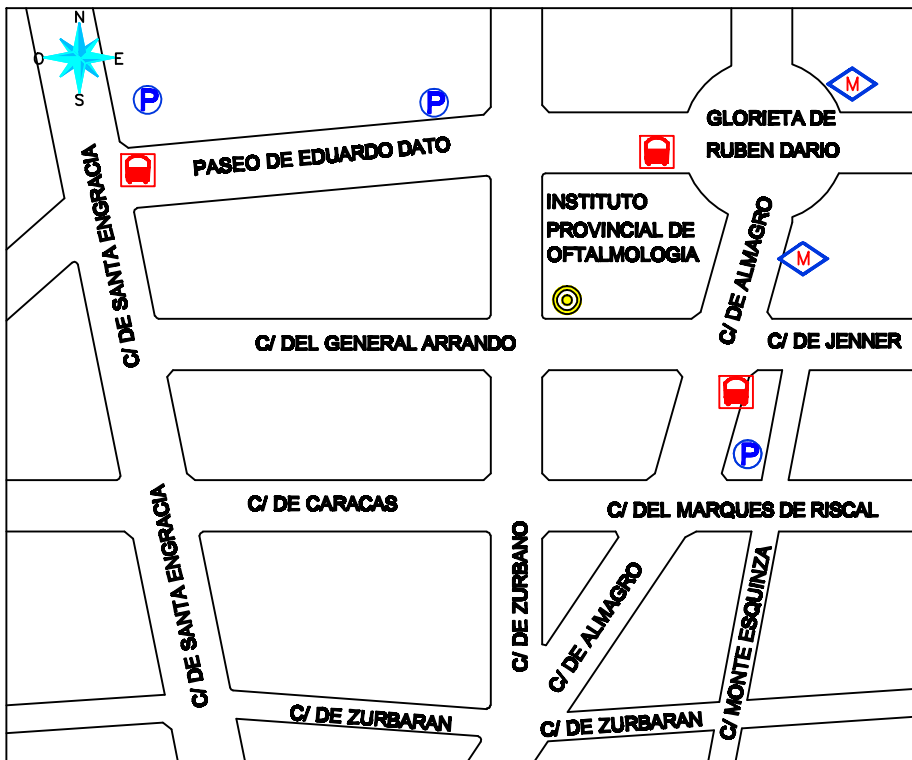 N
O
E
S
P
P
M
GLORIETA DE
RUBEN DARIO
PASEO DE EDUARDO DATO
C/ DE SANTA ENGRACIA
INSTITUTO
PROVINCIAL DE
OFTALMOLOGIA
C/ DE ALMAGRO
M
C/ DEL GENERAL ARRANDO
C/ DE JENNER
P
C/ DE CARACAS
C/ DEL MARQUES DE RISCAL
C/ DE SANTA ENGRACIA
C/ DE ZURBANO
C/ DE ALMAGRO
C/ MONTE ESQUINZA
C/ DE ZURBARAN
C/ DE ZURBARAN